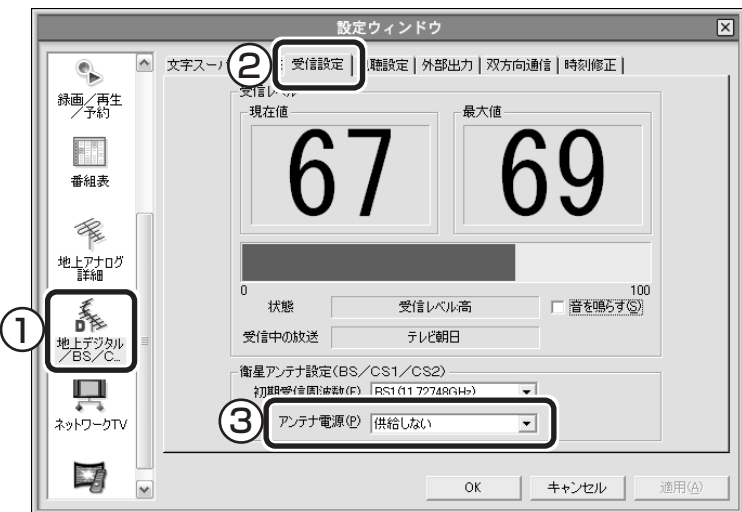 設定ウィンドウ
②
文字スーパ
受信設定
聴設定
外部出力
双方向通信
時刻修正
録画/再生
/予約
番組表
地上アナログ
詳細
①
地上デジタル
/BS/C...
ネットワークTV
受信レベル
現在値
67
最大値
69
0
100
状態
受信レベル高
音を鳴らす(S)
受信中の放送
テレビ朝日
衛星アンテナ設定(BS/CS1/CS2)
初期受信周波数(F)
BS1(11.72748GHz)
③
アンテナ電源(P)
供給しない
OK
キャンセル
適用(A)